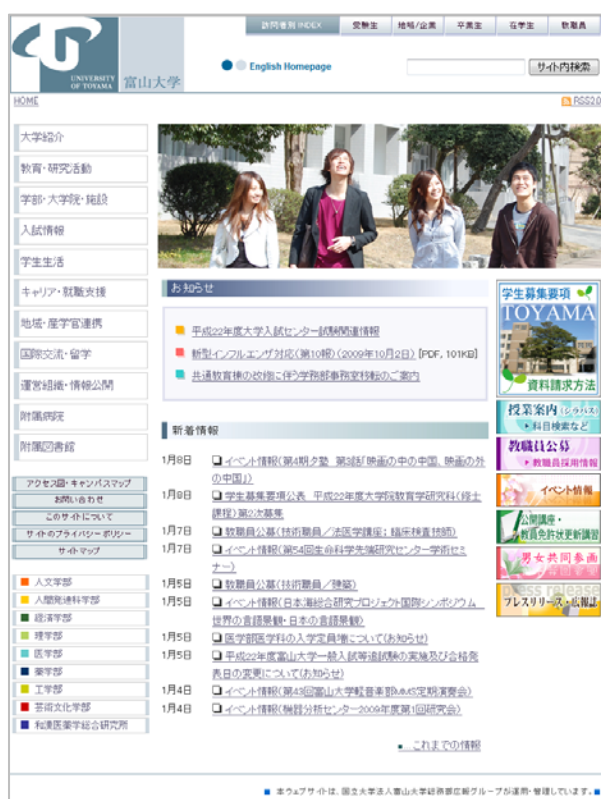 訪問者別 INDEX 受験生 地域/企業 卒業生 在学生 教職員
UNIVERSITY
OF TOYAMA 富山大学
English Homepage
サイト内検索
HOME
RSS2.0
大学紹介
教育・研究活動
学部・大学院・施設
入試情報
学生生活
キャリア・就職支援
地域・産学官連携
国際交流・留学
運営組織・情報公開
附属病院
附属図書館
アクセス図・キャンパスマップ
お問い合わせ
このサイトについて
サイトのプライバシーポリシー
サイトマップ
人文学部
人間発達科学部
経済学部
理学部
医学部
薬学部
工学部
芸術文化学部
和漢医薬学総合研究所
お知らせ
平成22年度大学入試センター試験関連情報
新型インフルエンザ対応(第10報)(2009年10月2日) [PDF, 101KB]
共通教育棟の改修に伴う学務部事務室移転のご案内
新着情報
1月8日 イベント情報(第4期夕塾 第3話「映画の中の中国、映画の外
の中国」)
1月8日 学生募集要項公表 平成22年度大学院教育学研究科(修士
課程)第2次募集
1月7日 教職員公募(技術職員/法医学講座:臨床検査技師)
1月7日 イベント情報(第54回生命科学先端研究センター学術セミ
ナー)
1月5日 教職員公募(技術職員/建築)
1月5日 イベント情報(日本海総合研究プロジェクト国際シンポジウム
世界の言語景観・日本の言語景観)
1月5日 医学部医学科の入学定員増について(お知らせ)
1月5日 平成22年度富山大学一般入試等追試験の実施及び合格発
表日の変更について(お知らせ)
1月4日 イベント情報(第43回富山大学軽音楽部MMS定期演奏会)
1月4日 イベント情報(機器分析センター2009年度第1回研究会)
これまでの情報
学生募集要項
TOYAMA
資料請求方法
授業案内(シラバス)
科目検索など
教職員公募
教職員採用情報
イベント情報
公開講座・
教員免許状更新講習
男女共同参画
press release
プレスリリース・広報誌
本ウェブサイトは、国立大学法人富山大学総務部広報グループが運用・管理しています。